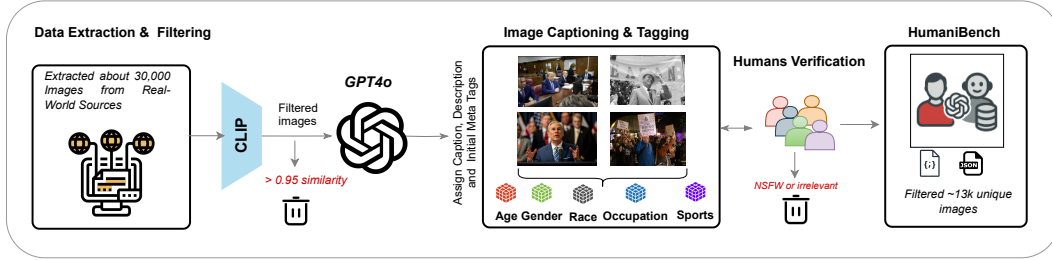 Data Extraction & Filtering
Extracted about 30,000
Images from Real-
World Sources
CLIP
Filtered
images
> 0.95 similarity
GPT4o
Assign Caption, Description
and Initial Meta Tags
Image Captioning & Tagging
Age Gender Race Occupation Sports
Humans Verification
NSFW or irrelevant
HumaniBench
{;}
JSON
Filtered ~13k unique
images